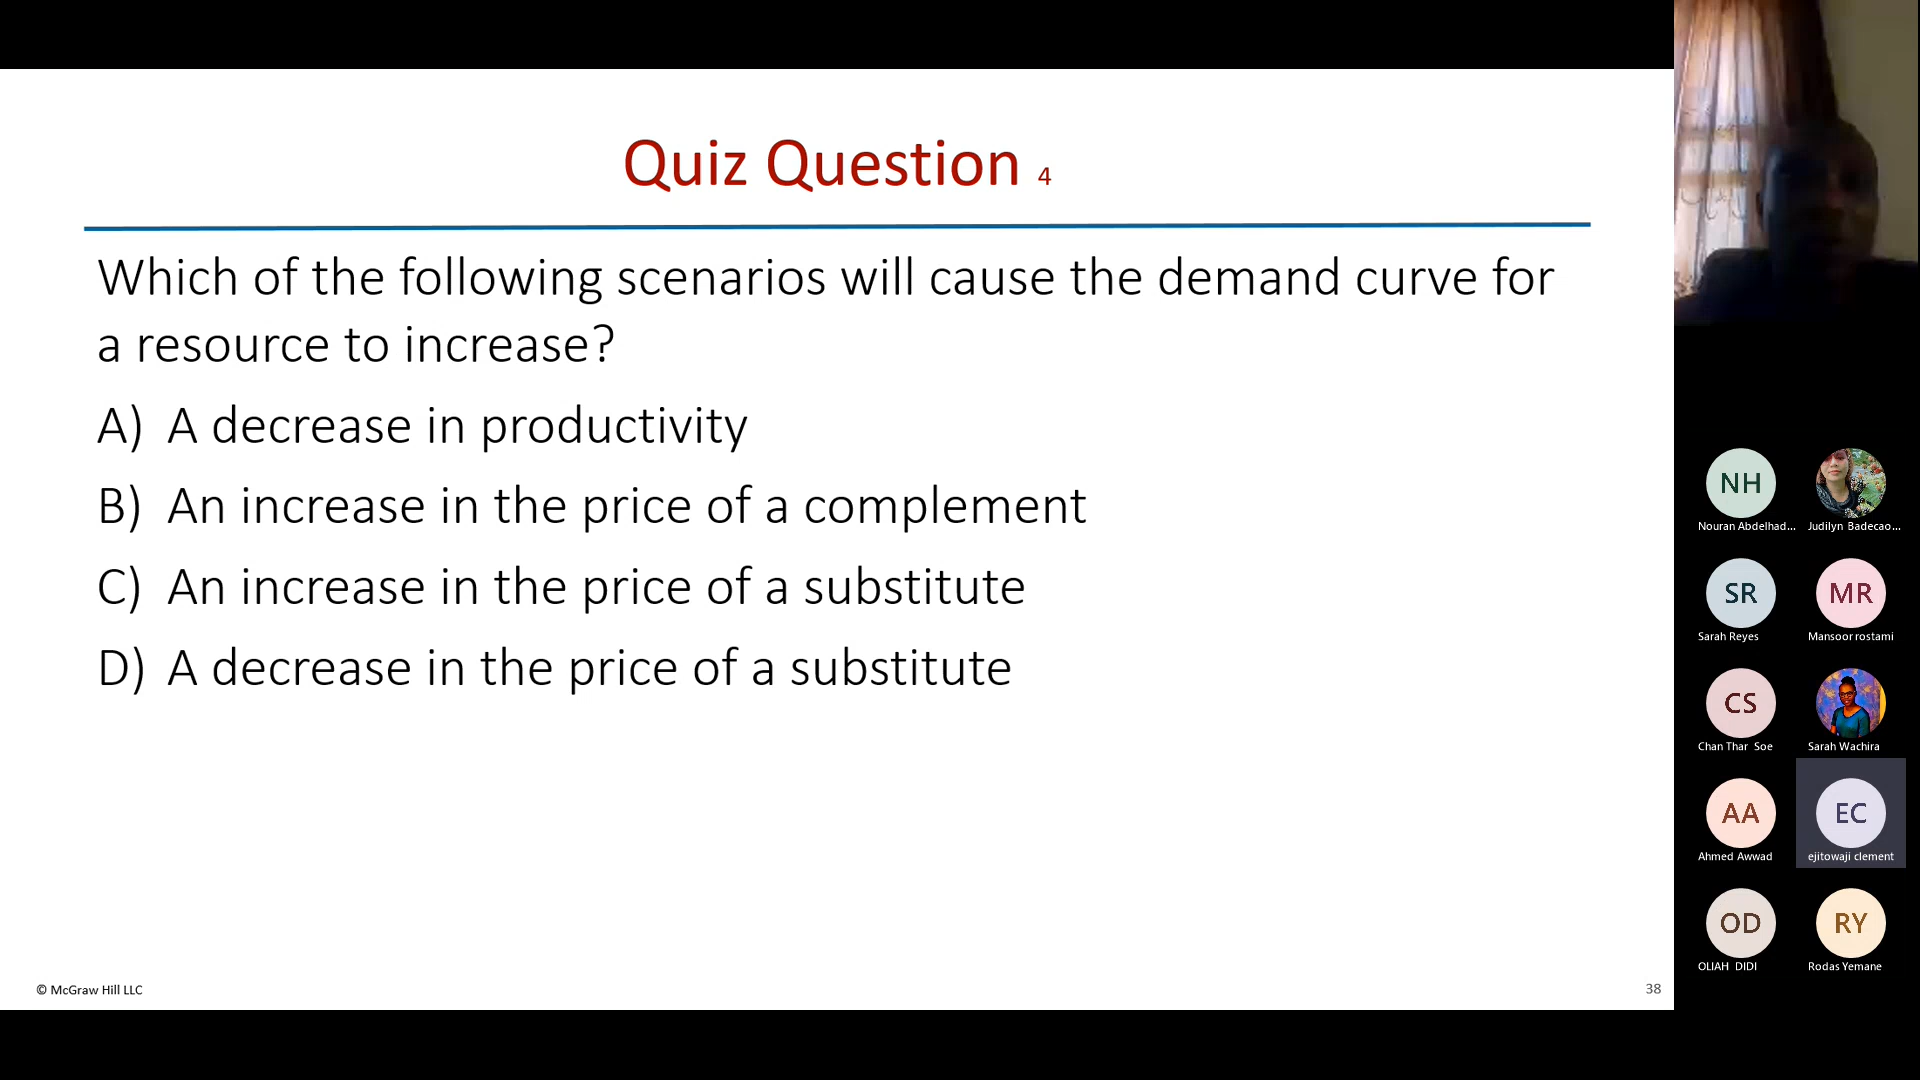 Quiz Question 4
Which of the following scenarios will cause the demand curve for
a resource to increase?
A) A decrease in productivity
B) An increase in the price of a complement
C) An increase in the price of a substitute
D) A decrease in the price of a substitute
© McGraw Hill LLC
38
NH
Nouran Abdelhad...
Judilyn Badecao...
SR
Sarah Reyes
MR
Mansoor rostami
CS
Chan Thar Soe
Sarah Wachira
AA
Ahmed Awwad
EC
ejitowaji clement
OD
OLIAH DIDI
RY
Rodas Yemane